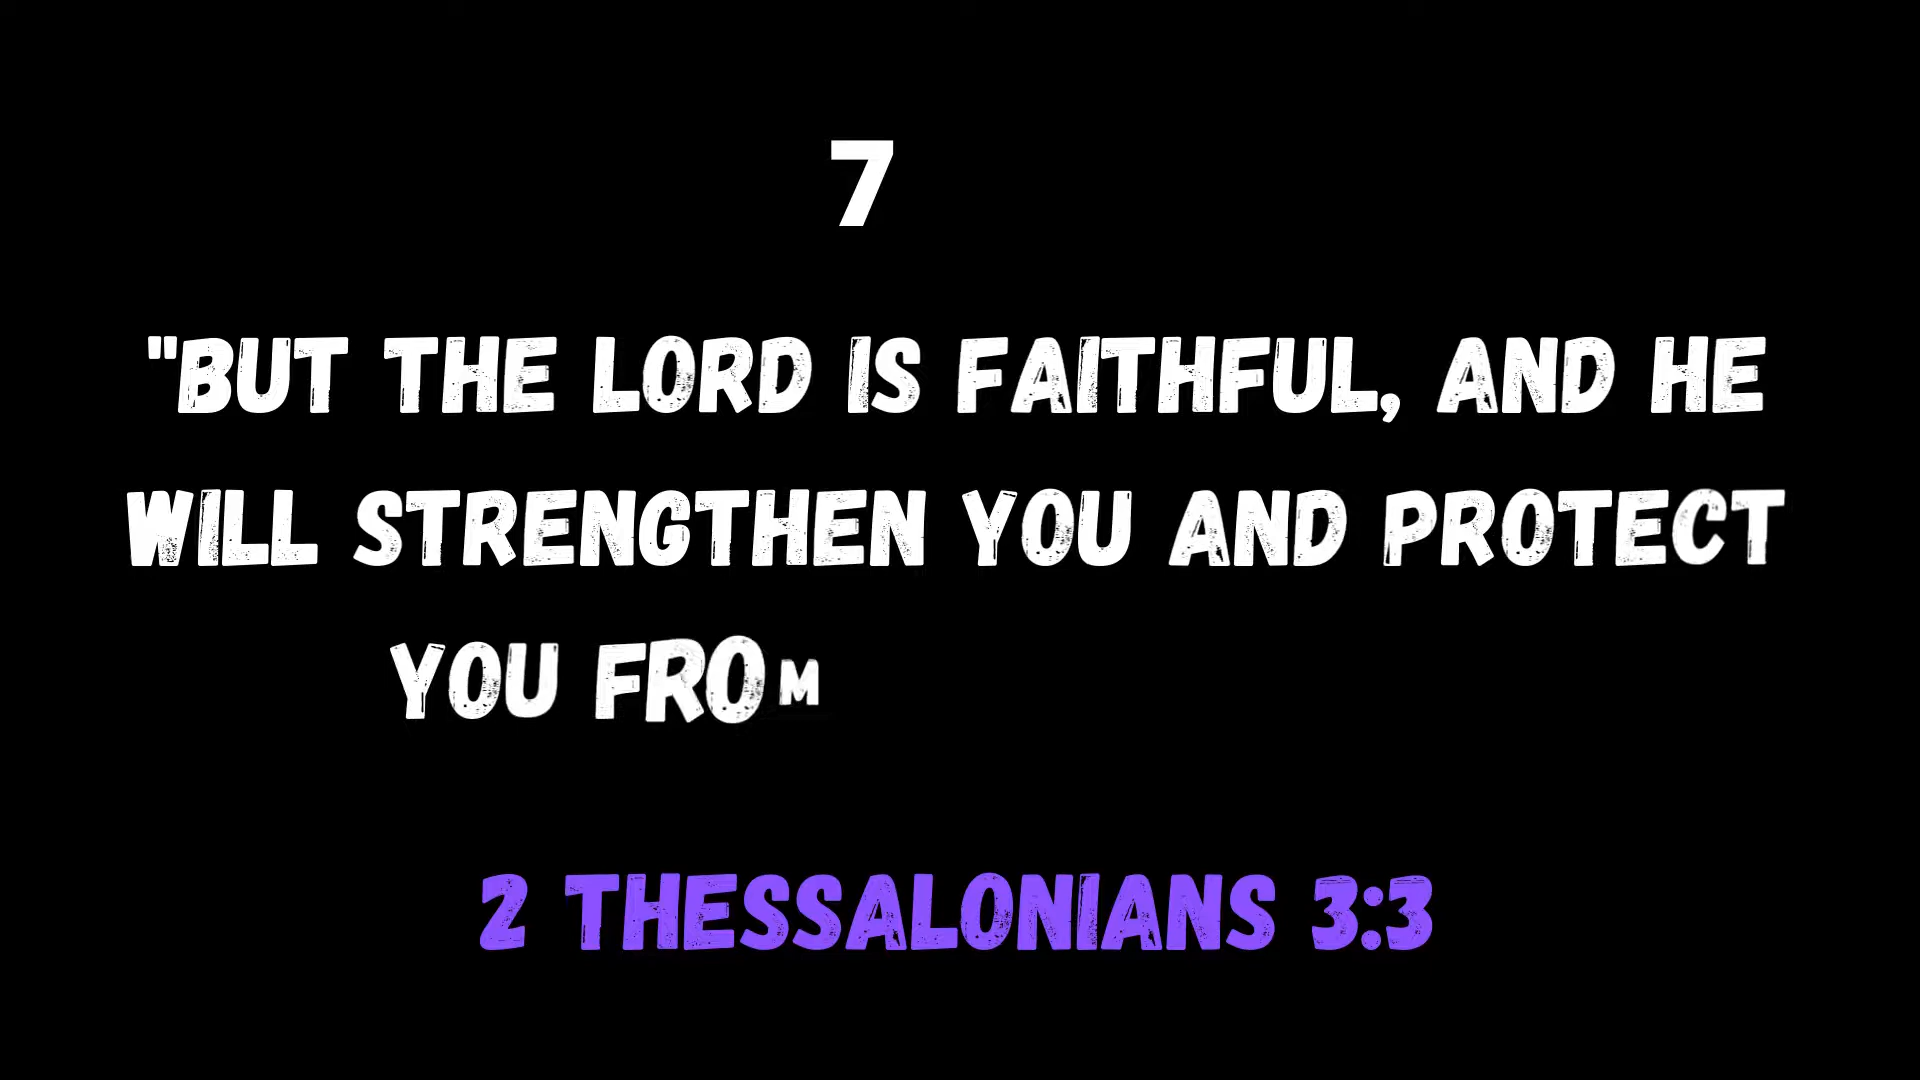 7
"BUT THE LORD IS FAITHFUL, AND HE
WILL STRENGTHEN YOU AND PROTECT
YOU FROM
2 THESSALONIANS 3:3